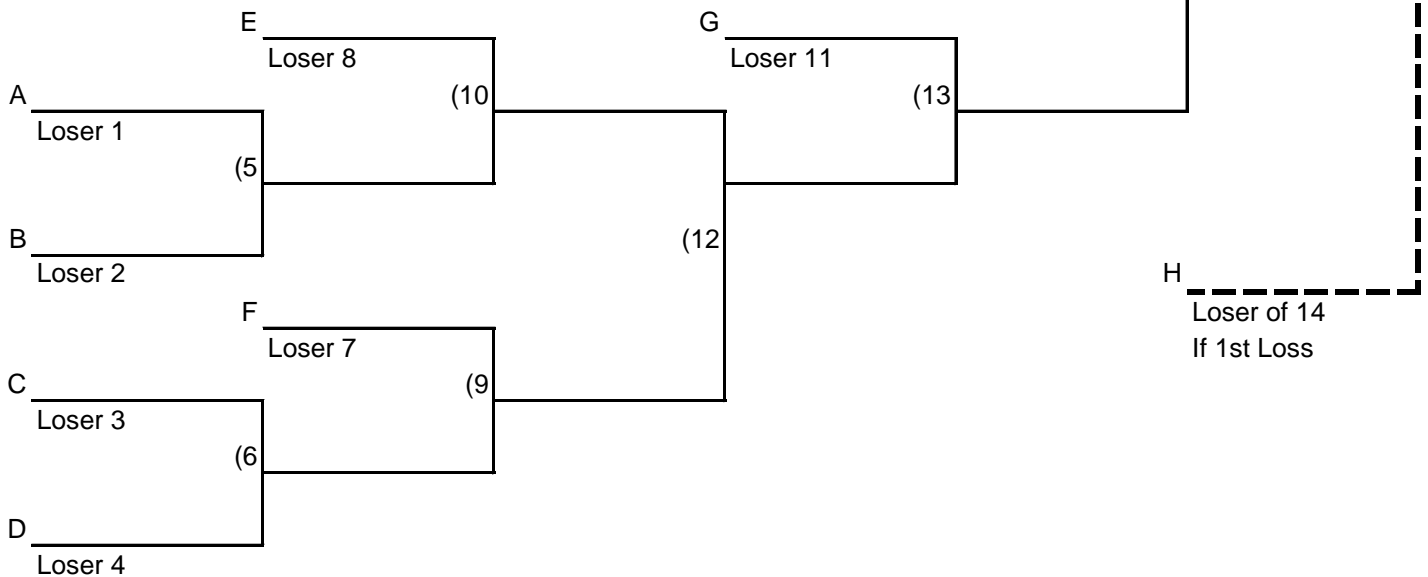 E
G
Loser 8
Loser 11
A
(10
(13
Loser 1
(5
B
(12
Loser 2
H
F
Loser of 14
Loser 7
If 1st Loss
C
(9
Loser 3
(6
D
Loser 4